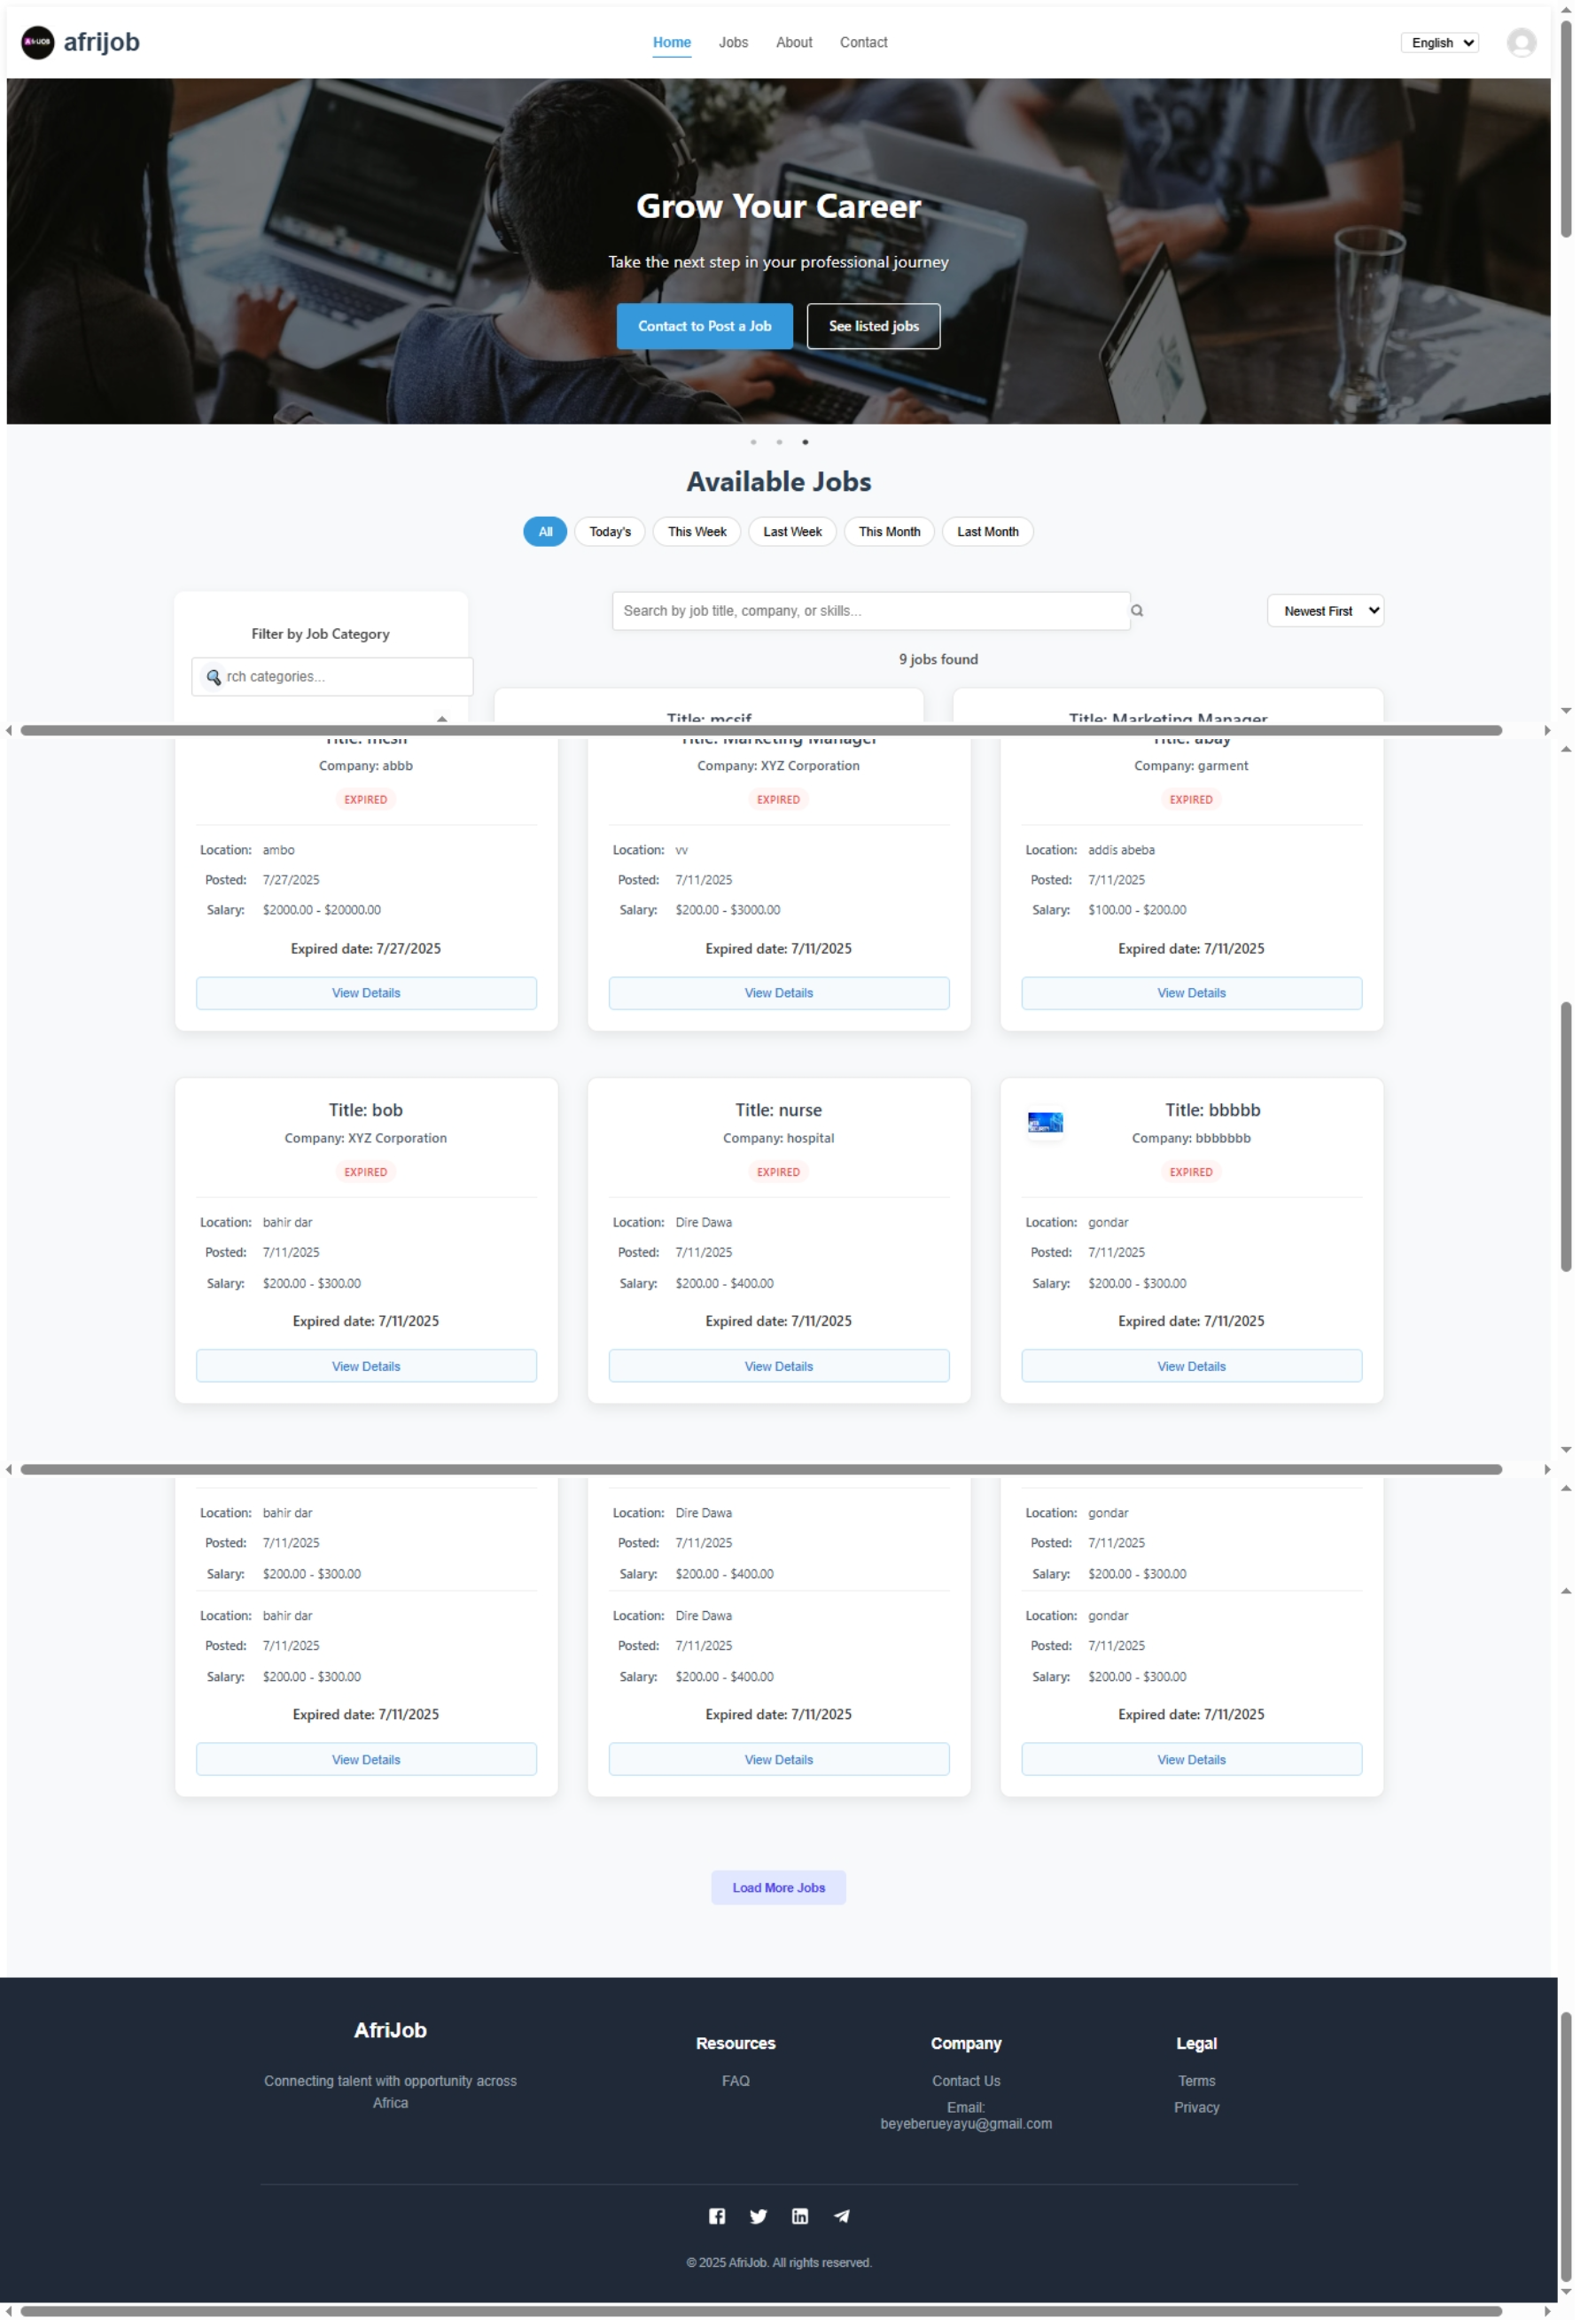 afrijob
Home Jobs About Contact
English
Grow Your Career
Take the next step in your professional journey
Contact to Post a Job See listed jobs
Available Jobs
All Today's This Week Last Week This Month Last Month
Search by job title, company, or skills...
Newest First
Filter by Job Category
9 jobs found
rch categories...
Title: mcsif Title: Marketing Manager
Title: mcsif Title: Marketing Manager Title: abay
Company: abbb Company: XYZ Corporation Company: garment
EXPIRED EXPIRED EXPIRED
Location: ambo Location: vv Location: addis abeba
Posted: 7/27/2025 Posted: 7/11/2025 Posted: 7/11/2025
Salary: $2000.00 - $20000.00 Salary: $200.00 - $3000.00 Salary: $100.00 - $200.00
Expired date: 7/27/2025 Expired date: 7/11/2025 Expired date: 7/11/2025
View Details View Details View Details
Title: bob Title: nurse Title: bbbbb
Company: XYZ Corporation Company: hospital Company: bbbbbbb
EXPIRED EXPIRED EXPIRED
Location: bahir dar Location: Dire Dawa Location: gondar
Posted: 7/11/2025 Posted: 7/11/2025 Posted: 7/11/2025
Salary: $200.00 - $300.00 Salary: $200.00 - $400.00 Salary: $200.00 - $300.00
Expired date: 7/11/2025 Expired date: 7/11/2025 Expired date: 7/11/2025
View Details View Details View Details
Location: bahir dar Location: Dire Dawa Location: gondar
Posted: 7/11/2025 Posted: 7/11/2025 Posted: 7/11/2025
Salary: $200.00 - $300.00 Salary: $200.00 - $400.00 Salary: $200.00 - $300.00
Location: bahir dar Location: Dire Dawa Location: gondar
Posted: 7/11/2025 Posted: 7/11/2025 Posted: 7/11/2025
Salary: $200.00 - $300.00 Salary: $200.00 - $400.00 Salary: $200.00 - $300.00
Expired date: 7/11/2025 Expired date: 7/11/2025 Expired date: 7/11/2025
View Details View Details View Details
Load More Jobs
AfriJob
Connecting talent with opportunity across
Africa
Resources
FAQ
Company
Contact Us
Email:
beyeberueyayu@gmail.com
Legal
Terms
Privacy
© 2025 AfriJob. All rights reserved.